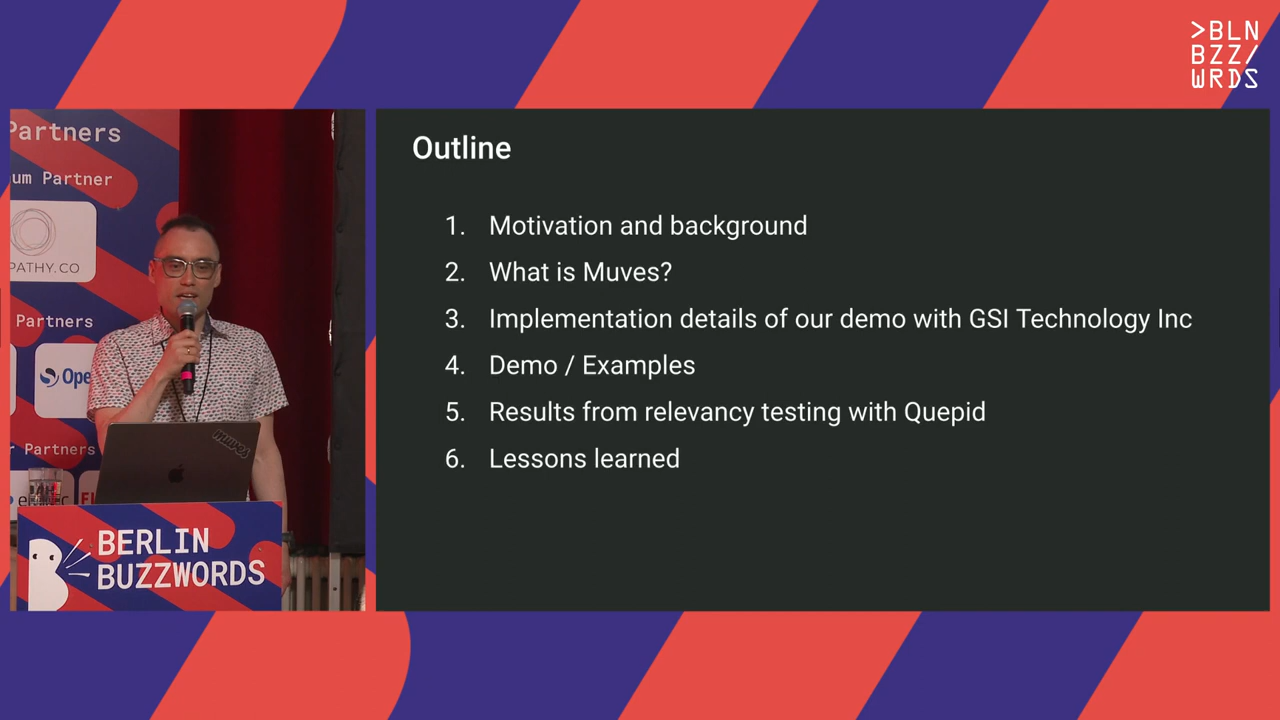 >BLN
BZZ/
WRDS
Partners
um Partner
PATHY.CO
Partners
Ope
r Partners
muves
BERLIN
BUZZWORDS
Outline
1. Motivation and background
2. What is Muves?
3. Implementation details of our demo with GSI Technology Inc
4. Demo / Examples
5. Results from relevancy testing with Quepid
6. Lessons learned